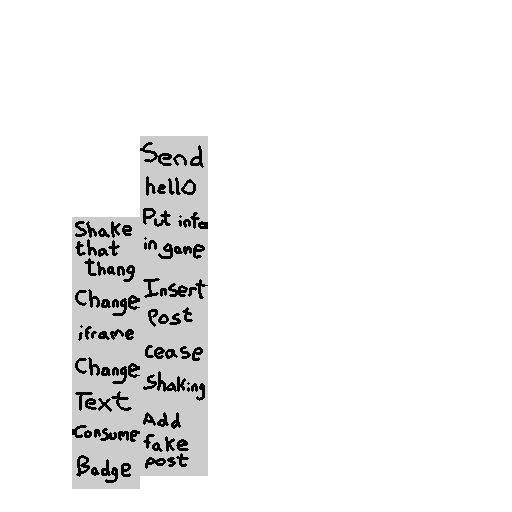 Shake
that
thang
Change
iframe
Change
Text
Consume
Badge
Send
hello
Put info
in game
Insert
Post
cease
shaking
Add
fake
post